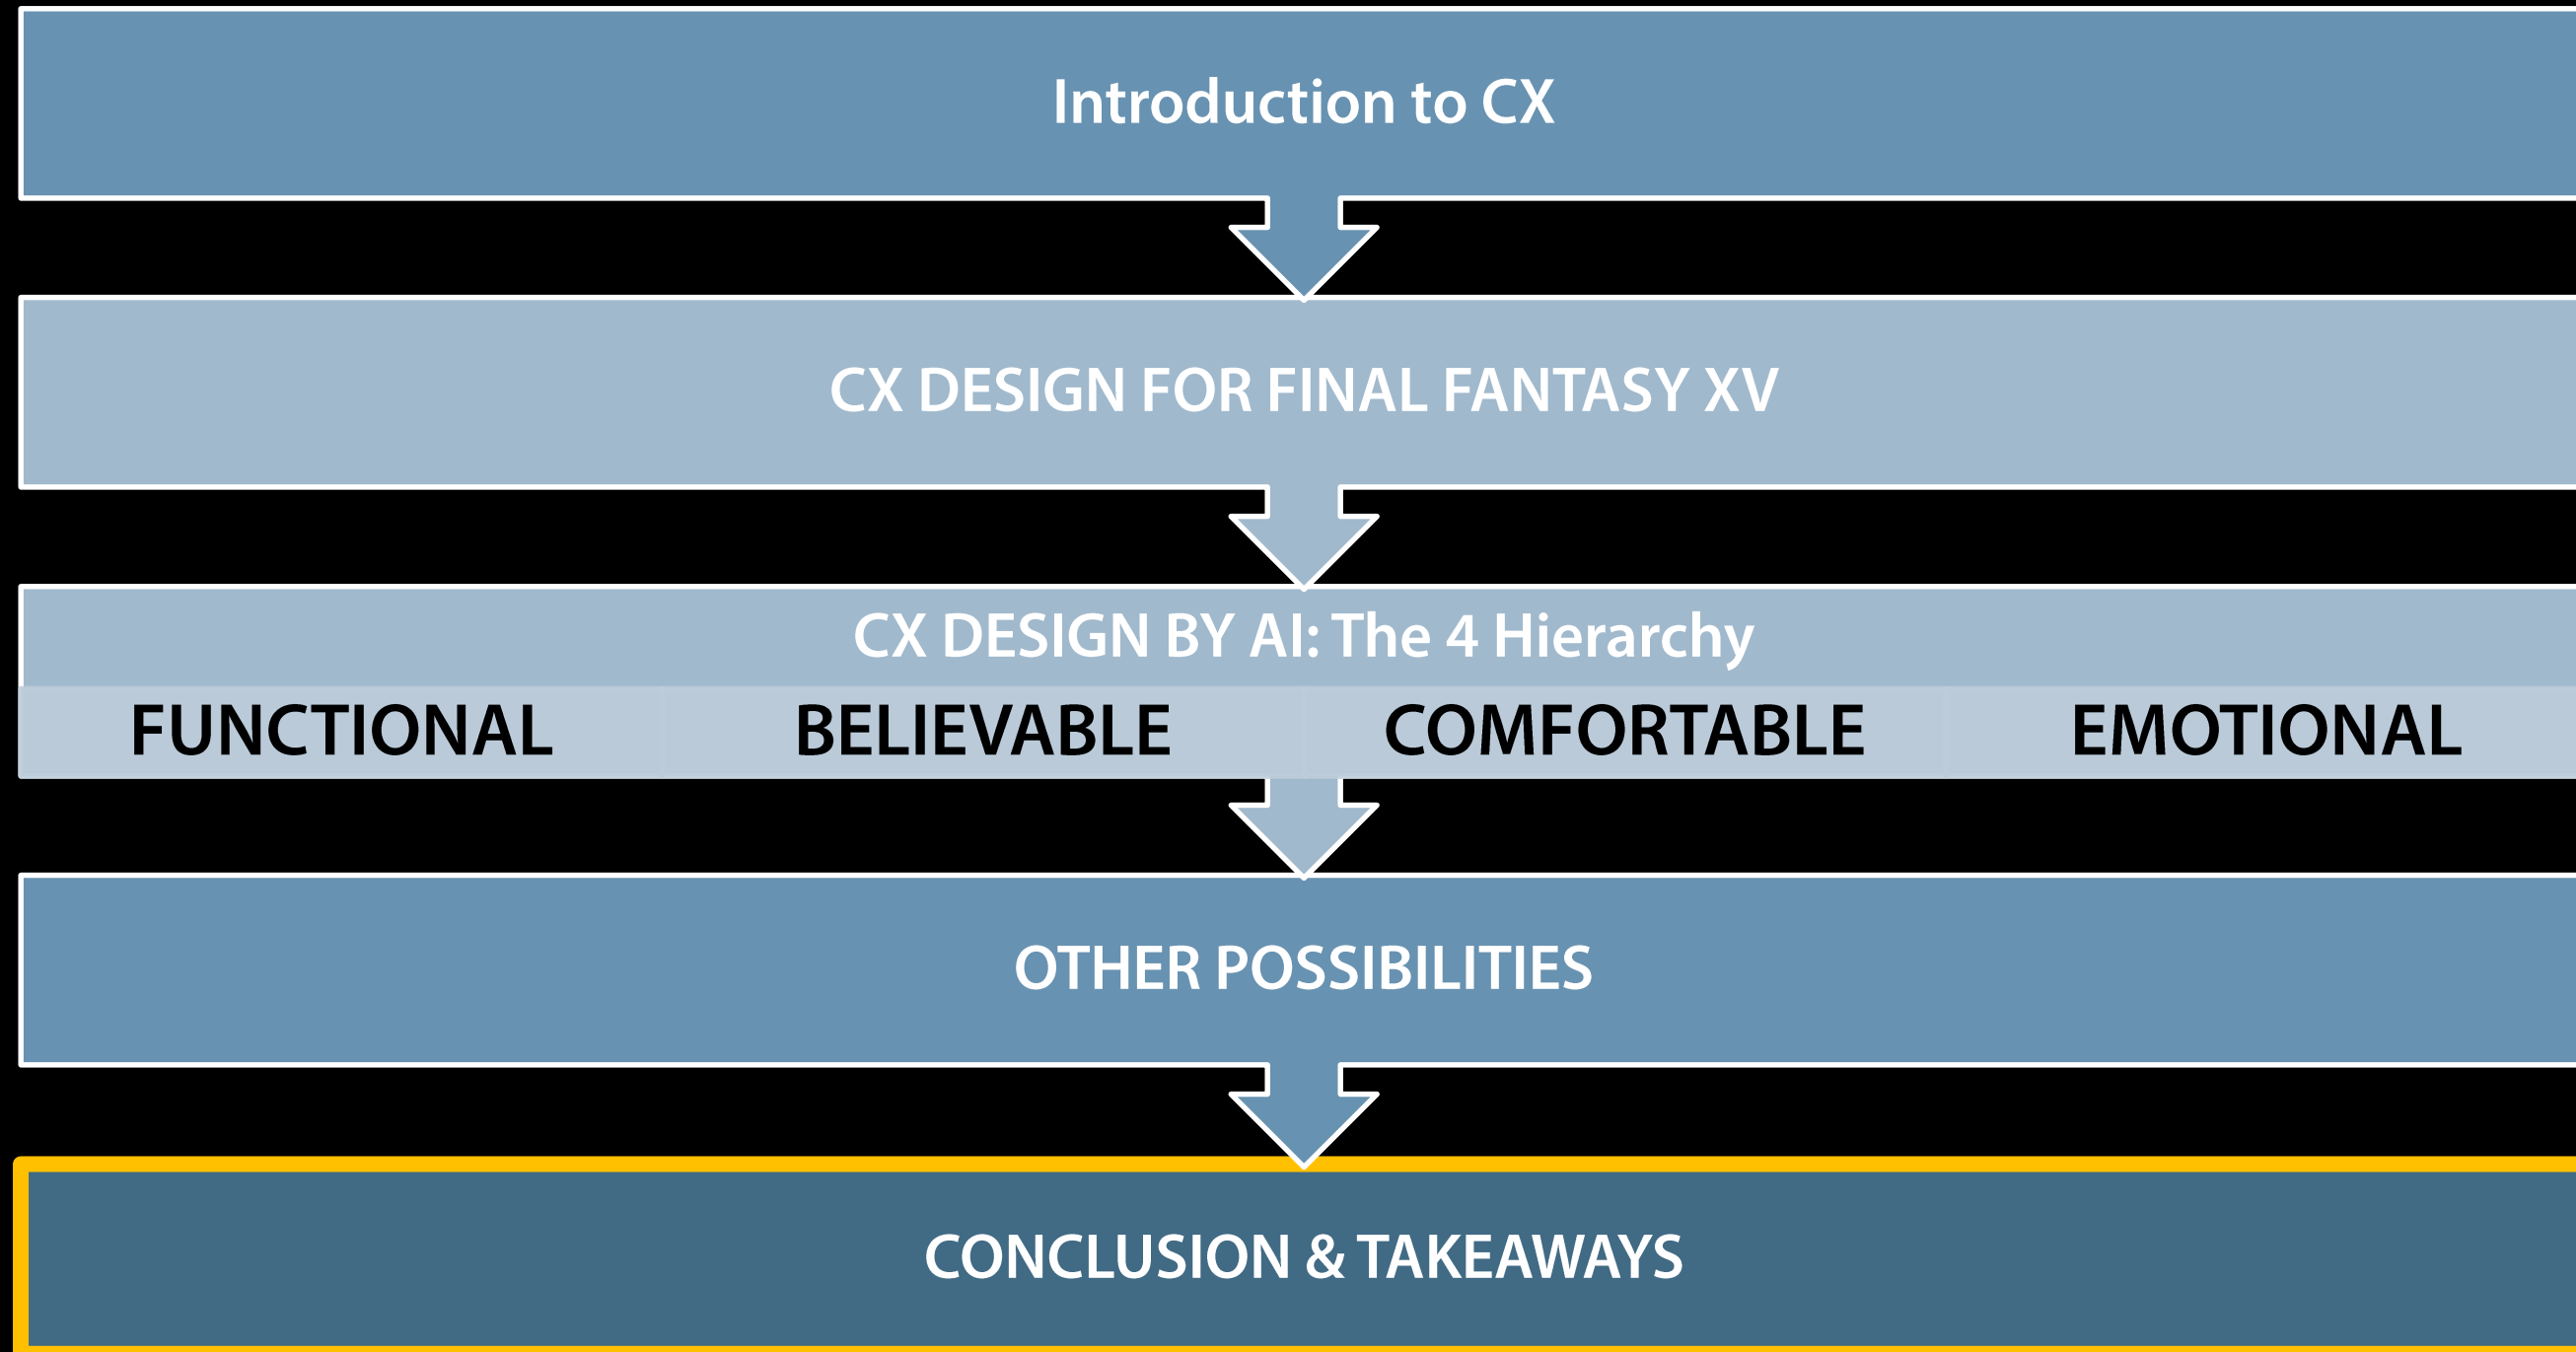 Introduction to CX
CX DESIGN FOR FINAL FANTASY XV
CX DESIGN BY AI: The 4 Hierarchy
FUNCTIONAL BELIEVABLE COMFORTABLE EMOTIONAL
OTHER POSSIBILITIES
CONCLUSION & TAKEAWAYS